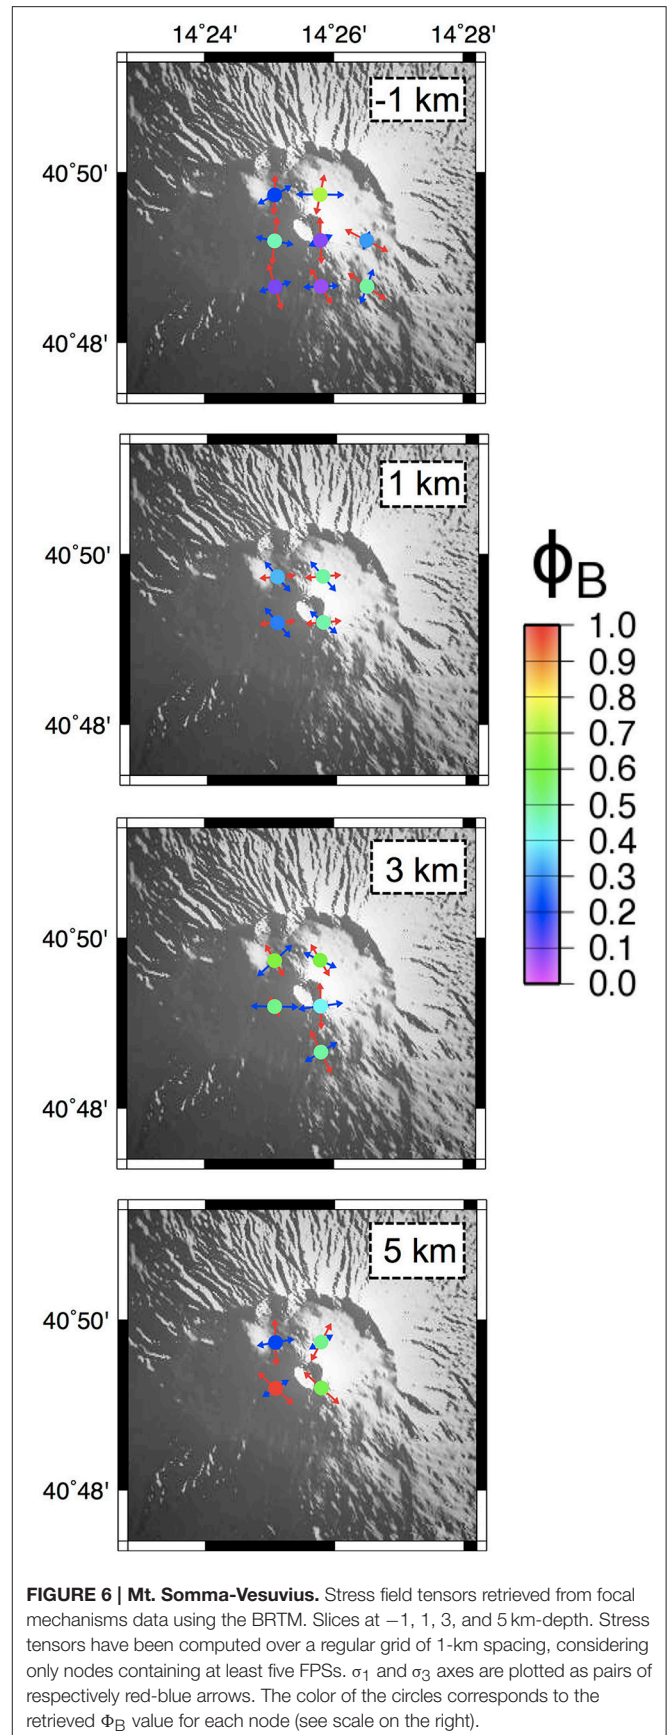 14°24' 14°26' 14°28'
-1 km
40°50'
40°48'
1 km
40°50'
40°48'
ϕB
1.0
0.9
0.8
0.7
0.6
0.5
0.4
0.3
0.2
0.1
0.0
3 km
40°50'
40°48'
5 km
40°50'
40°48'
FIGURE 6 | Mt. Somma-Vesuvius. Stress field tensors retrieved from focal
mechanisms data using the BRTM. Slices at −1, 1, 3, and 5 km-depth. Stress
tensors have been computed over a regular grid of 1-km spacing, considering
only nodes containing at least five FPSs. σ1 and σ3 axes are plotted as pairs of
respectively red-blue arrows. The color of the circles corresponds to the
retrieved ΦB value for each node (see scale on the right).